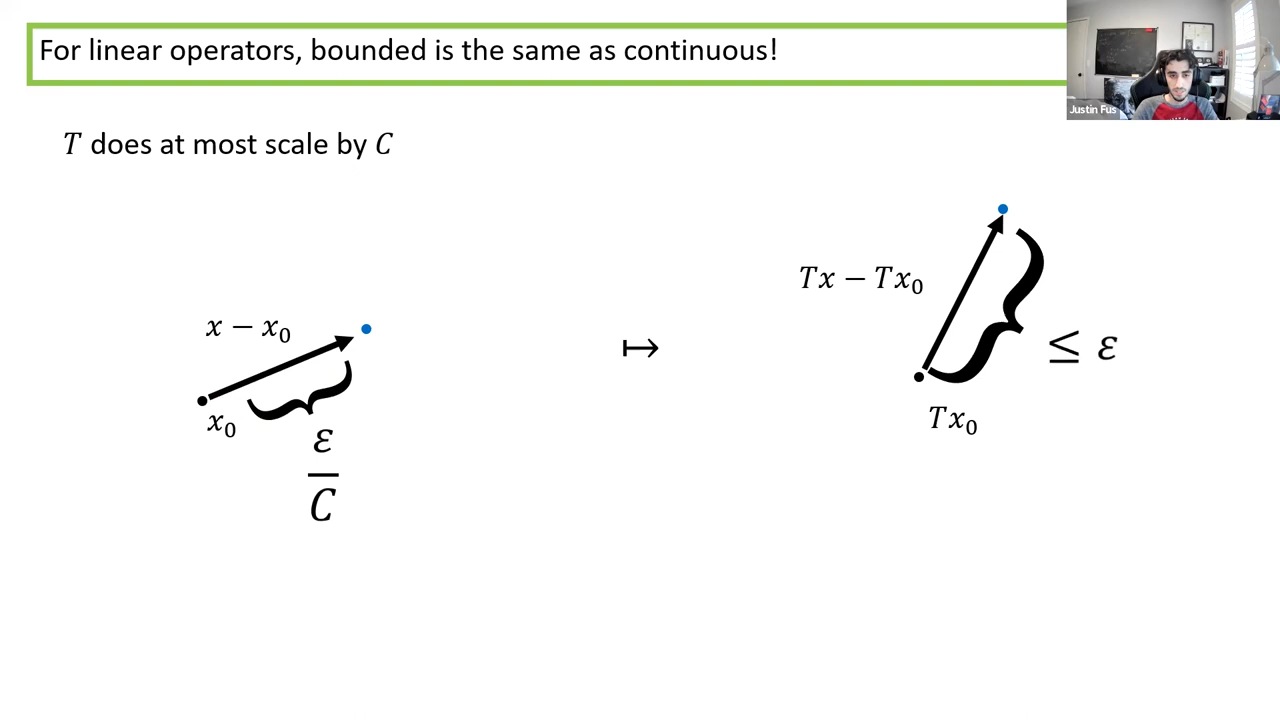 For linear operators, bounded is the same as continuous!
Justin Fus
T does at most scale by C
Tx − Tx₀
x − x₀
↦
≤ ε
x₀
Tx₀
ε
C